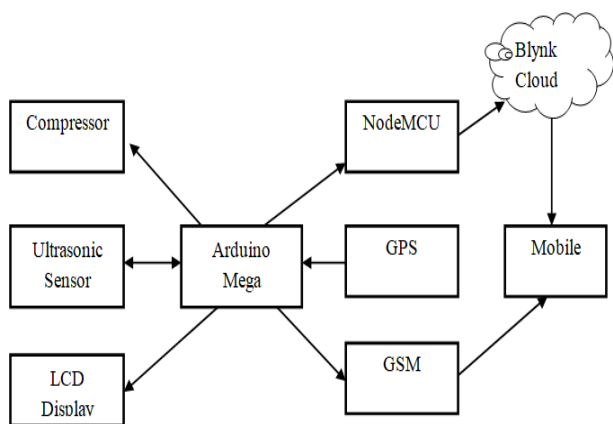 Blynk
Cloud
Compressor
NodeMCU
Ultrasonic
Sensor
Arduino
Mega
GPS
Mobile
LCD
Display
GSM